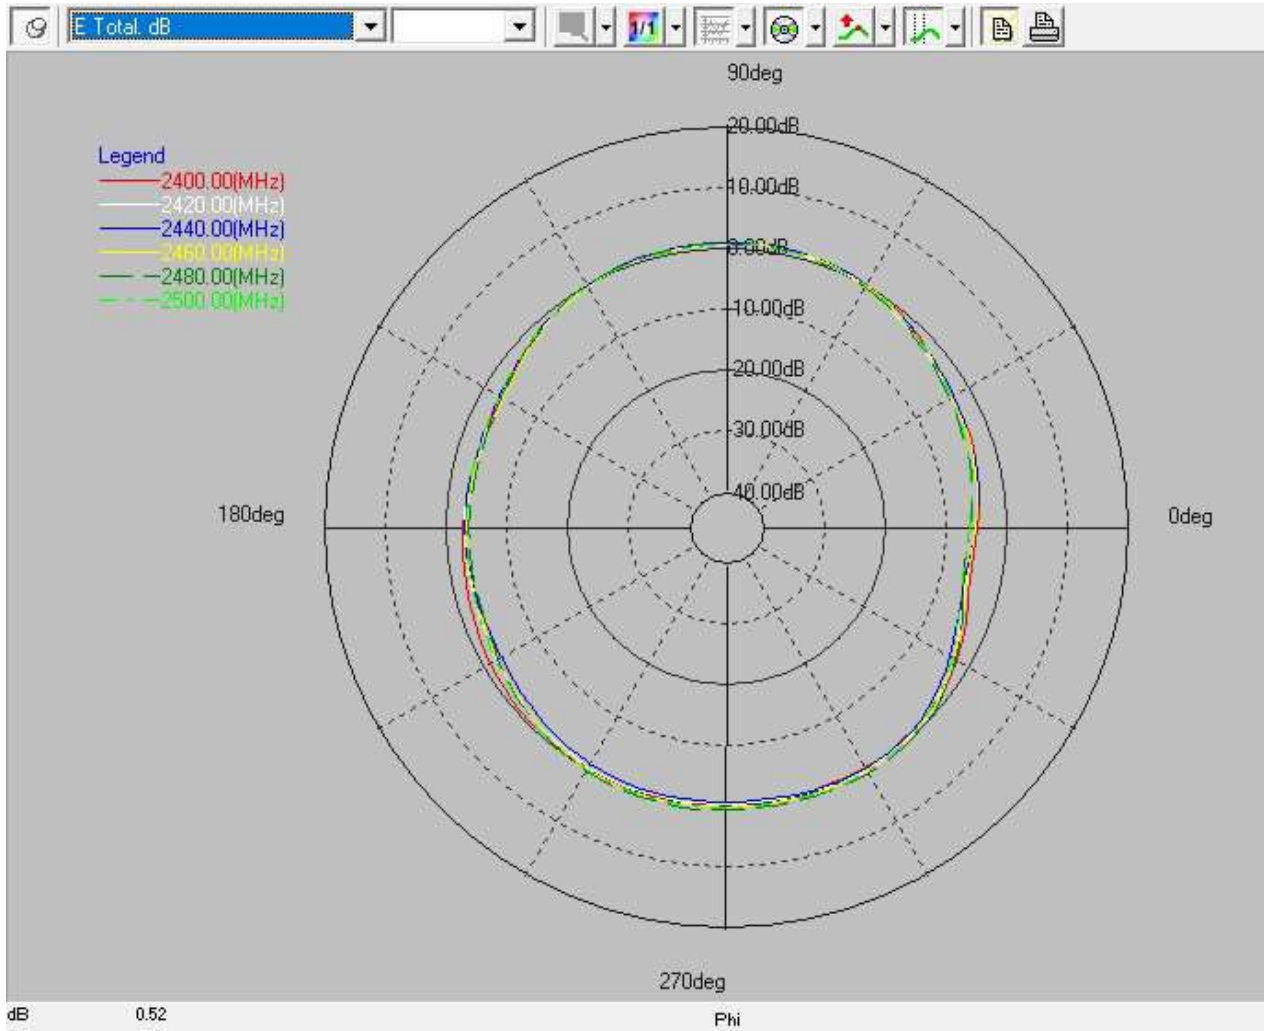 E Total. dB
1/1
90deg
20.00dB
Legend
2400.00(MHz)
10.00dB
2420.00(MHz)
2440.00(MHz)
0.00dB
2460.00(MHz)
2480.00(MHz)
2500.00(MHz)
-10.00dB
-20.00dB
-30.00dB
-40.00dB
180deg
0deg
270deg
dB 0.52
Phi